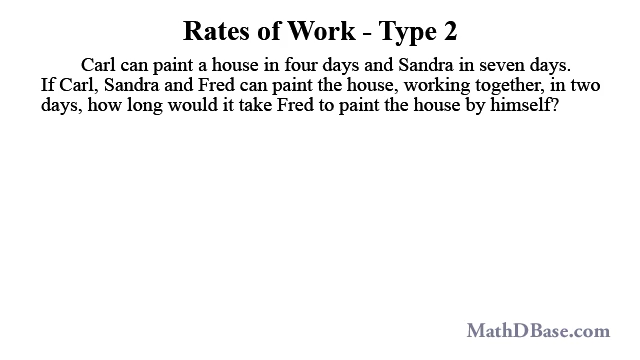 Rates of Work - Type 2
Carl can paint a house in four days and Sandra in seven days.
If Carl, Sandra and Fred can paint the house, working together, in two
days, how long would it take Fred to paint the house by himself?
MathDBase.com